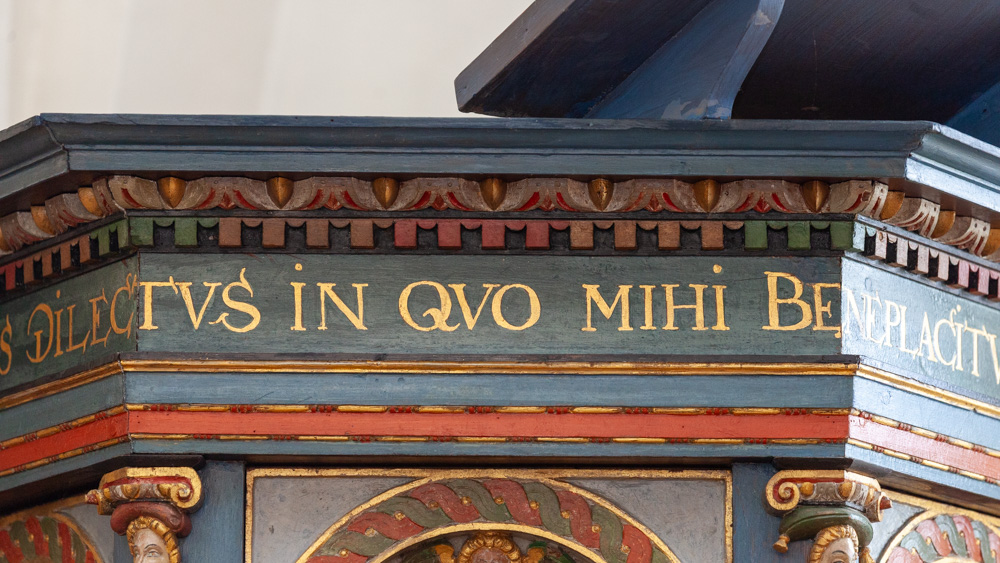 S DILECTVS IN QVO MIHI BENEPLACITV